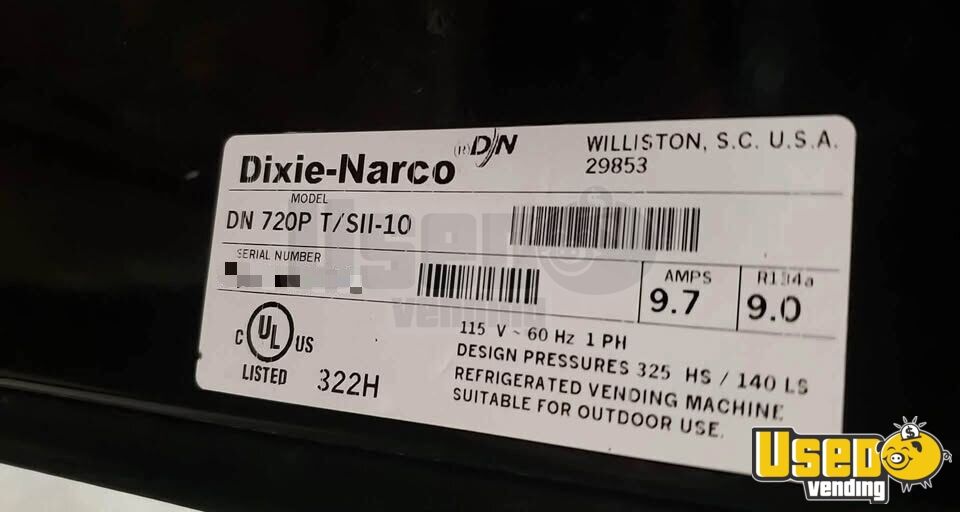 Dixie-Narco (R) D/N
WILLISTON, S.C. U.S.A.
29853
MODEL
DN 720P T/SII-10
SERIAL NUMBER
AMPS
9.7
R134a
9.0
115 V ~ 60 Hz 1 PH
DESIGN PRESSURES 325 HS / 140 LS
REFRIGERATED VENDING MACHINE
SUITABLE FOR OUTDOOR USE.
C UL US
LISTED 322H
Used
vending
Used
vending